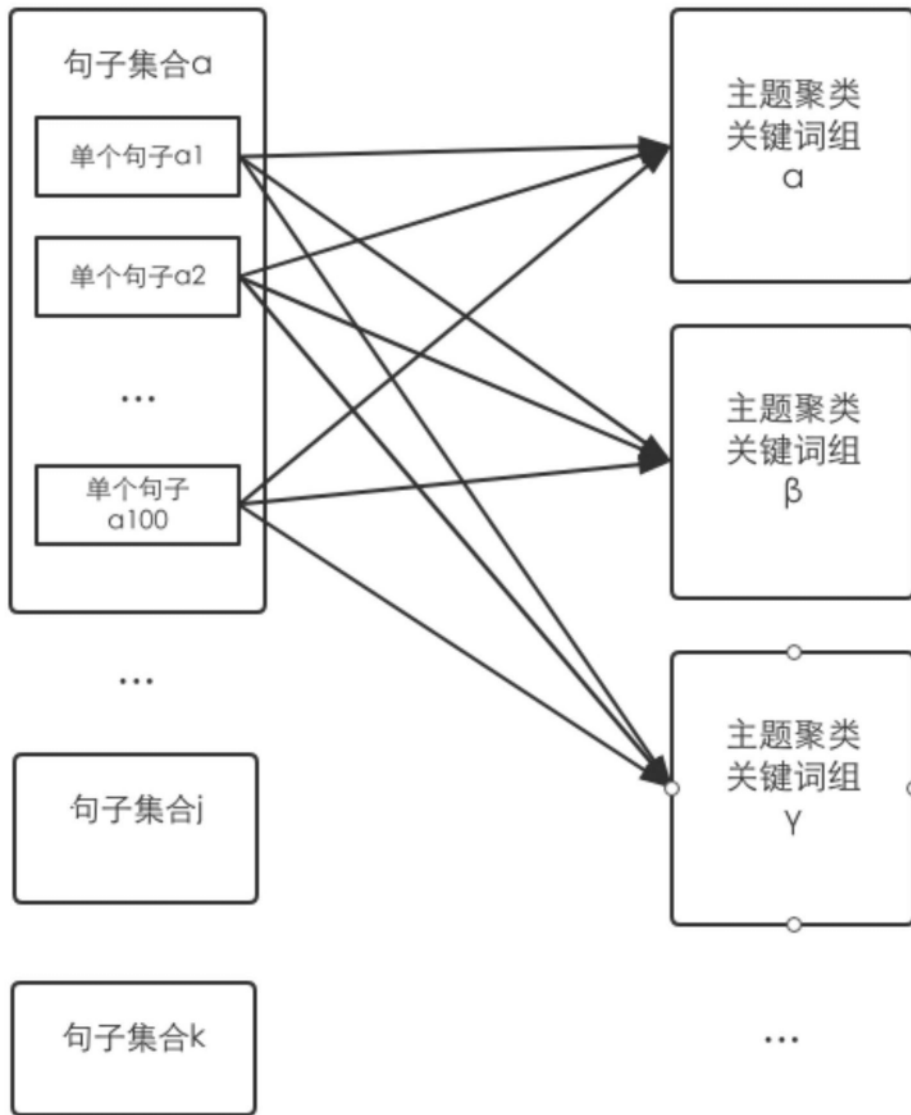 句子集合a
单个句子a1
单个句子a2
...
单个句子
a100
...
句子集合j
句子集合k
主题聚类
关键词组
α
主题聚类
关键词组
β
主题聚类
关键词组
γ
...